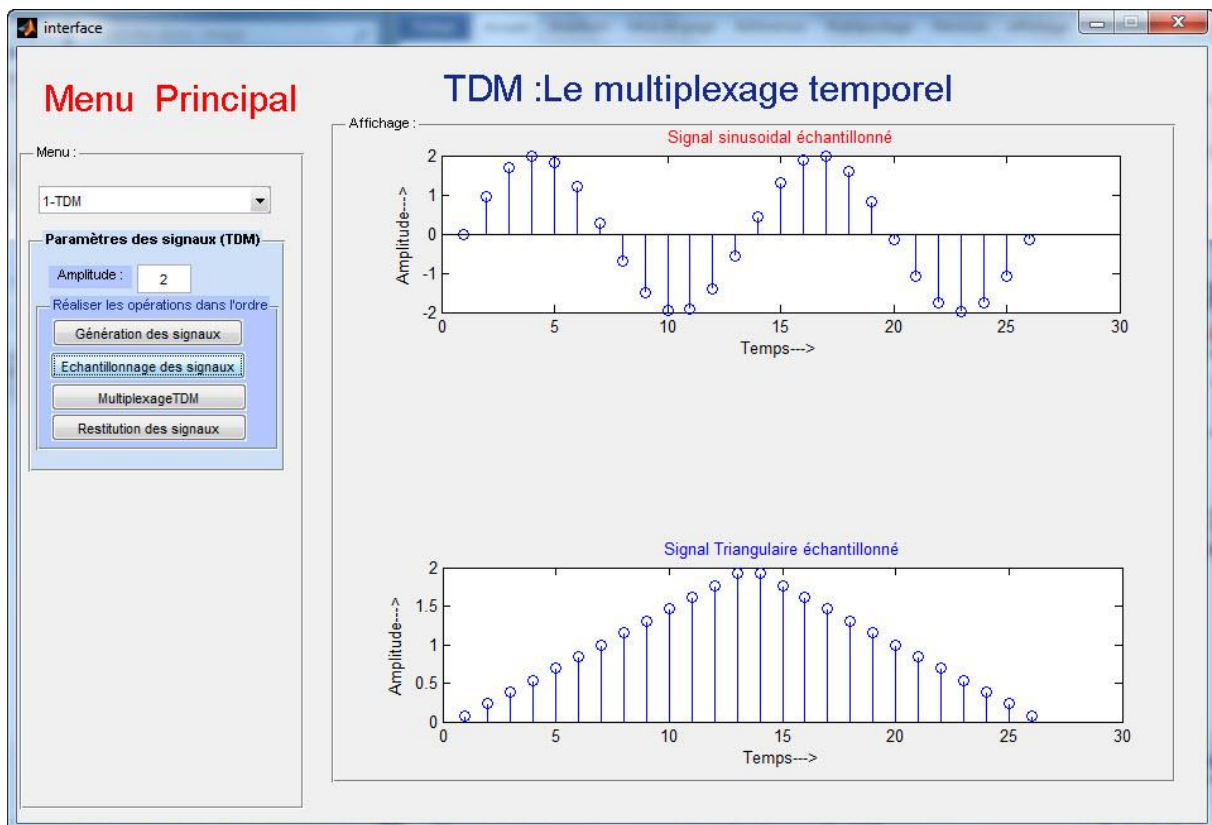 interface
Menu Principal
TDM :Le multiplexage temporel
Menu :
1-TDM
Paramètres des signaux (TDM)
Amplitude :
2
Réaliser les opérations dans l'ordre
Génération des signaux
Echantillonnage des signaux
MultiplexageTDM
Restitution des signaux
Affichage :
Signal sinusoidal échantillonné
Amplitude--->
2
1
0
-1
-2
0 5 10 15 20 25 30
Temps--->
Signal Triangulaire échantillonné
Amplitude--->
2
1.5
1
0.5
0
0 5 10 15 20 25 30
Temps--->